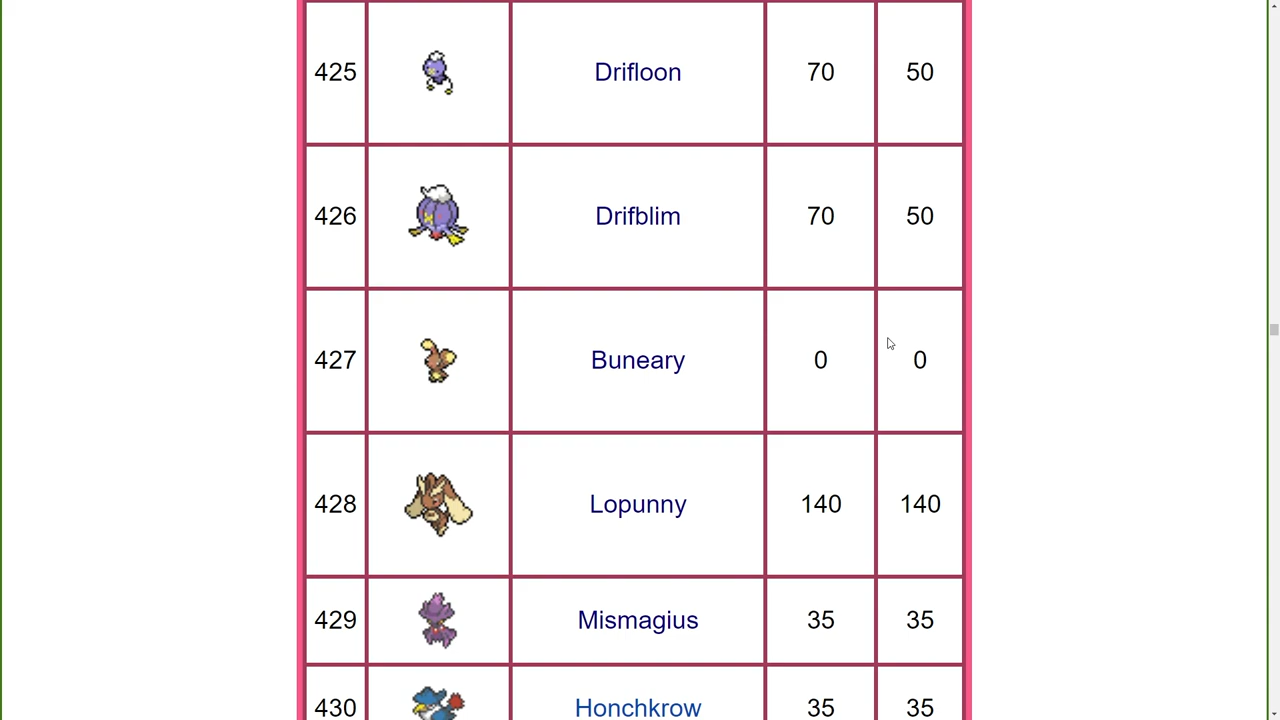 425 Drifloon 70 50
426 Drifblim 70 50
427 Buneary 0 0
428 Lopunny 140 140
429 Mismagius 35 35
430 Honchkrow 35 35